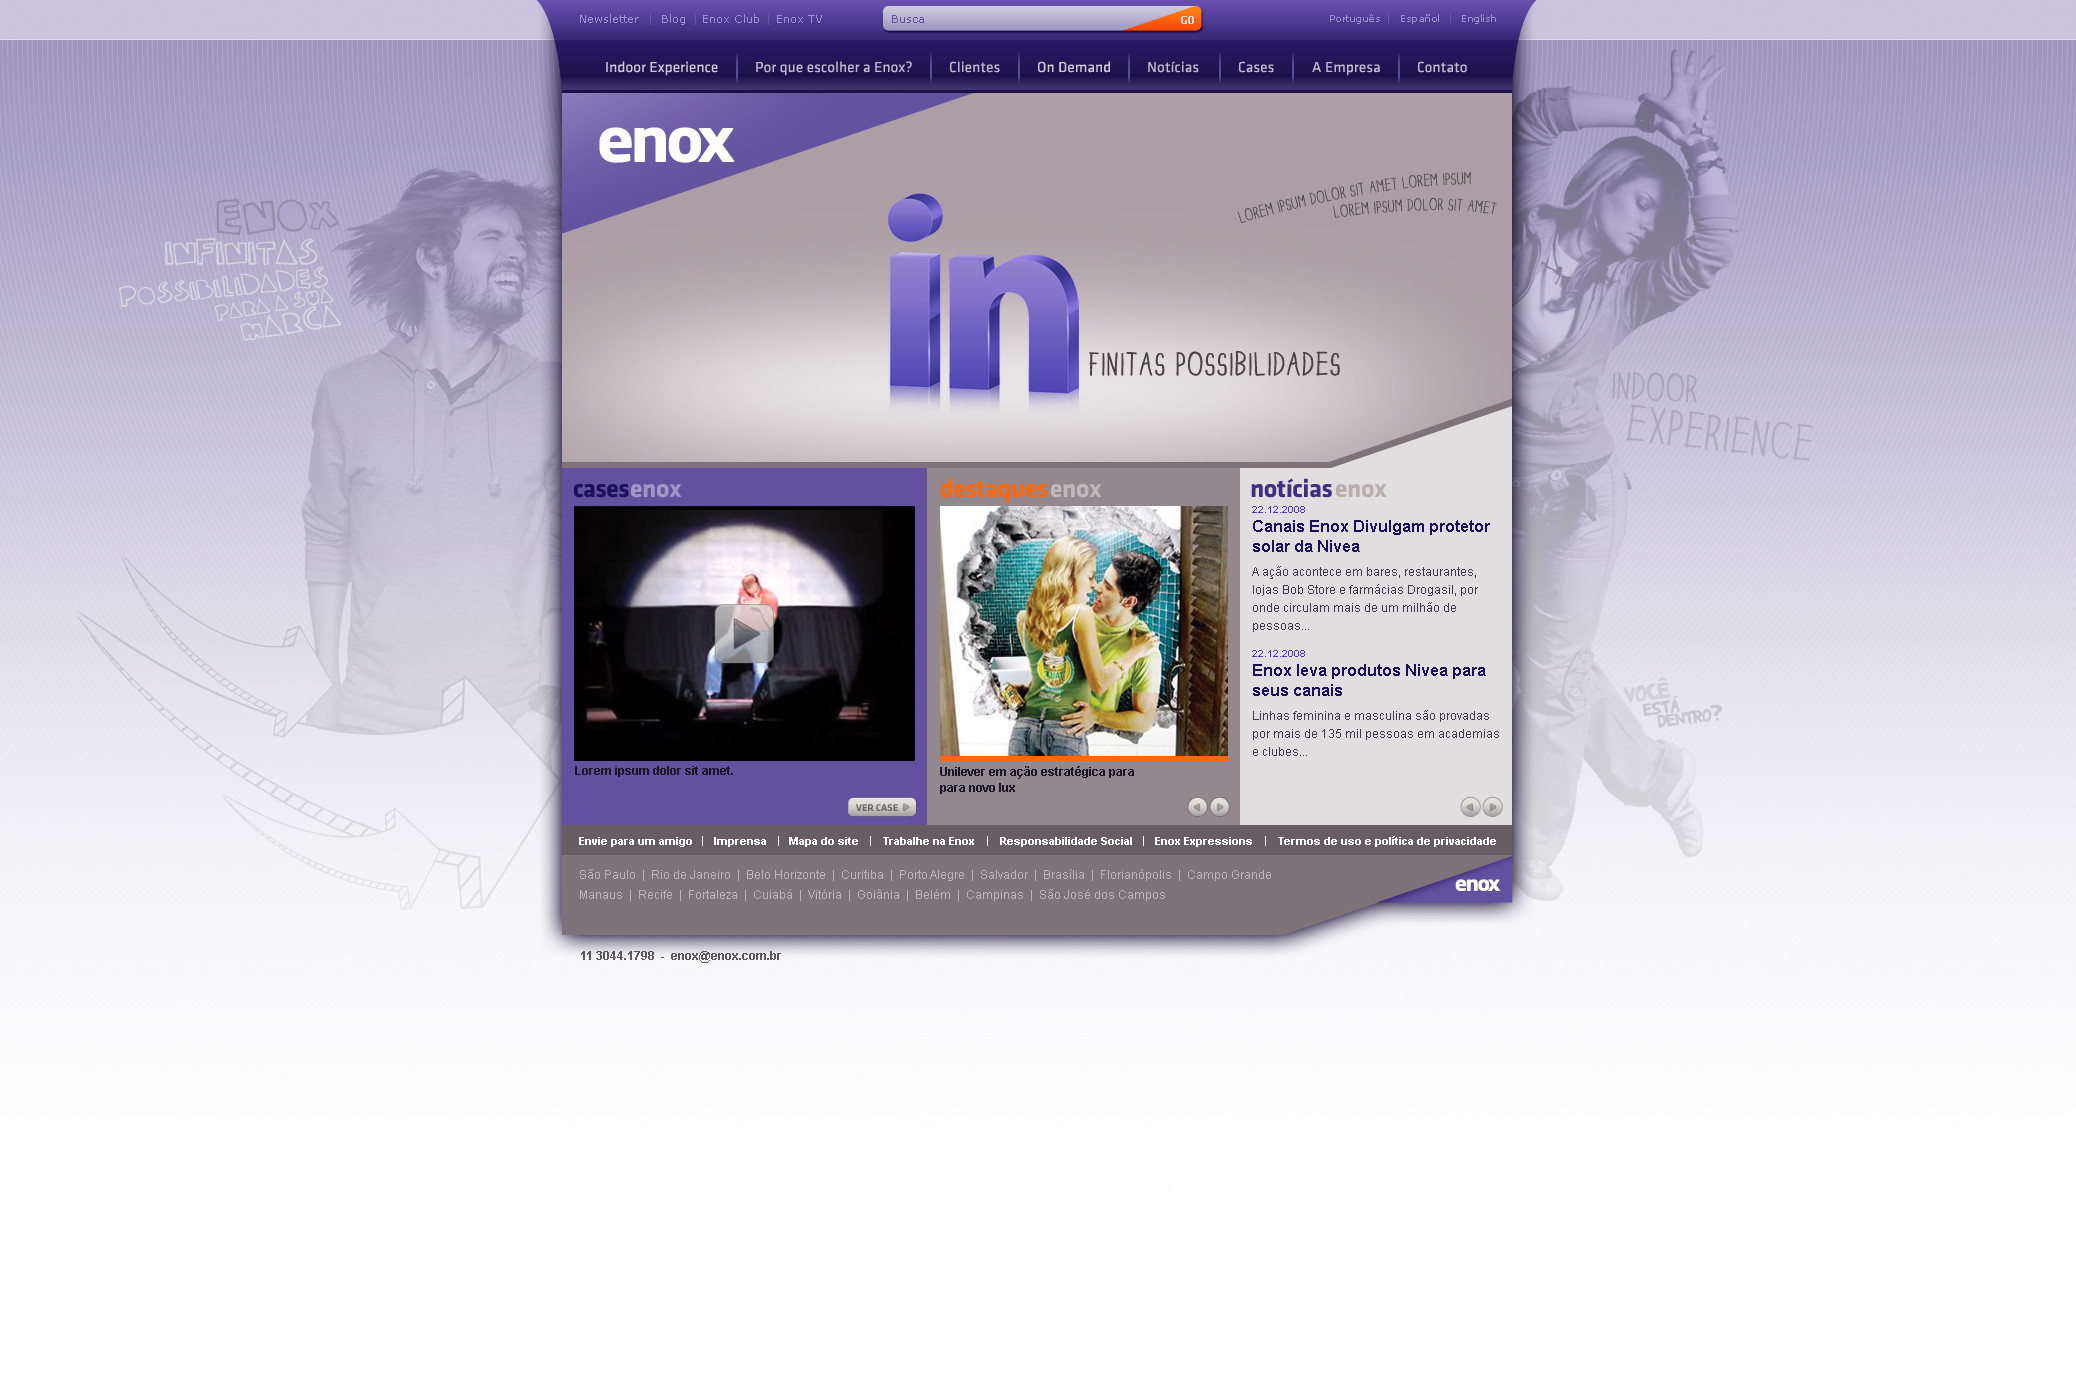 Newsletter | Blog | Enox Club | Enox TV
Busca
GO
Português | Español | English
Indoor Experience | Por que escolher a Enox? | Clientes | On Demand | Notícias | Cases | A Empresa | Contato
enox
LOREM IPSUM DOLOR SIT AMET LOREM IPSUM
LOREM IPSUM DOLOR SIT AMET
in FINITAS POSSIBILIDADES
ENOX
INFINITAS
POSSIBILIDADES
PARA A SUA
MARCA
INDOOR
EXPERIENCE
VOCÊ
ESTÁ
DENTRO?
casesenox
Lorem ipsum dolor sit amet.
VER CASE
destaquesenox
Unilever em ação estratégica para
para novo lux
notícias enox
22.12.2008
Canais Enox Divulgam protetor
solar da Nivea
A ação acontece em bares, restaurantes,
lojas Bob Store e farmácias Drogasil, por
onde circulam mais de um milhão de
pessoas...
22.12.2008
Enox leva produtos Nivea para
seus canais
Linhas feminina e masculina são provadas
por mais de 135 mil pessoas em academias
e clubes...
Envie para um amigo | Imprensa | Mapa do site | Trabalhe na Enox | Responsabilidade Social | Enox Expressions | Termos de uso e política de privacidade
São Paulo | Rio de Janeiro | Belo Horizonte | Curitiba | Porto Alegre | Salvador | Brasília | Florianópolis | Campo Grande
Manaus | Recife | Fortaleza | Cuiabá | Vitória | Goiânia | Belém | Campinas | São José dos Campos
enox
11 3044.1798 - enox@enox.com.br